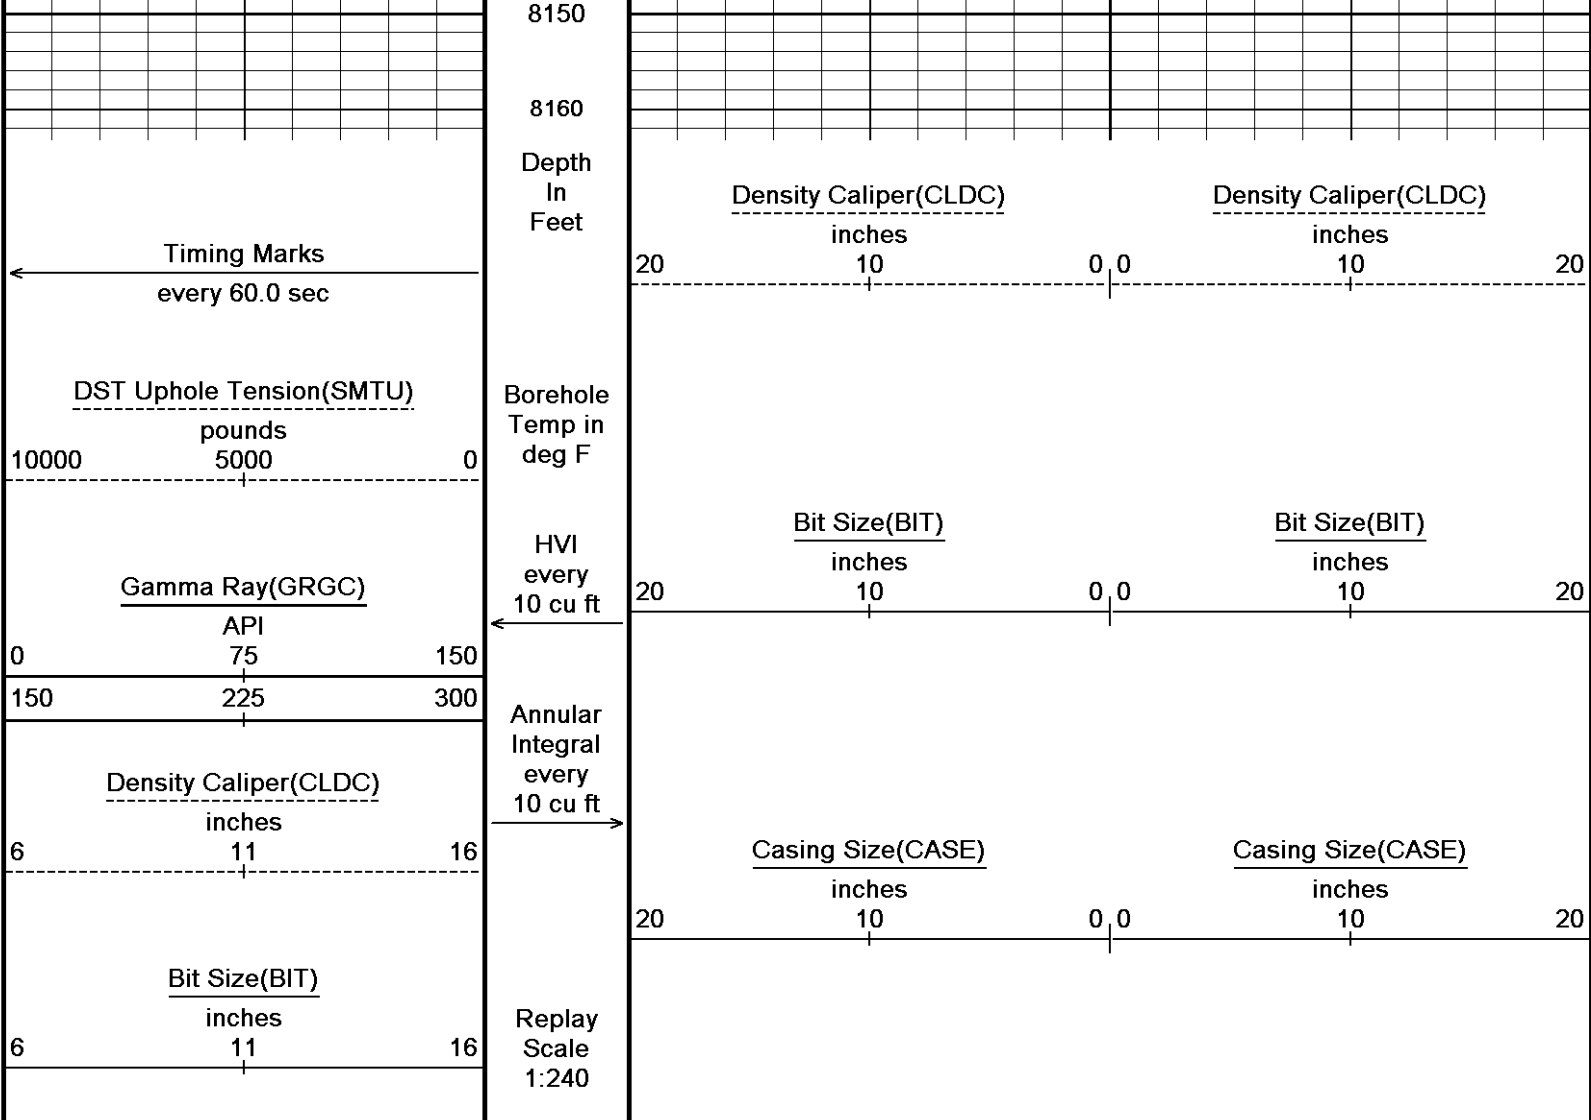 8150
8160
Depth
In
Feet
Timing Marks
every 60.0 sec
DST Uphole Tension(SMTU)
pounds
10000 5000 0
Gamma Ray(GRGC)
API
0 75 150
150 225 300
Density Caliper(CLDC)
inches
6 11 16
Bit Size(BIT)
inches
6 11 16
Borehole
Temp in
deg F
HVI
every
10 cu ft
Annular
Integral
every
10 cu ft
Replay
Scale
1:240
Density Caliper(CLDC)
inches
20 10 0
Density Caliper(CLDC)
inches
0 10 20
Bit Size(BIT)
inches
20 10 0
Bit Size(BIT)
inches
0 10 20
Casing Size(CASE)
inches
20 10 0
Casing Size(CASE)
inches
0 10 20